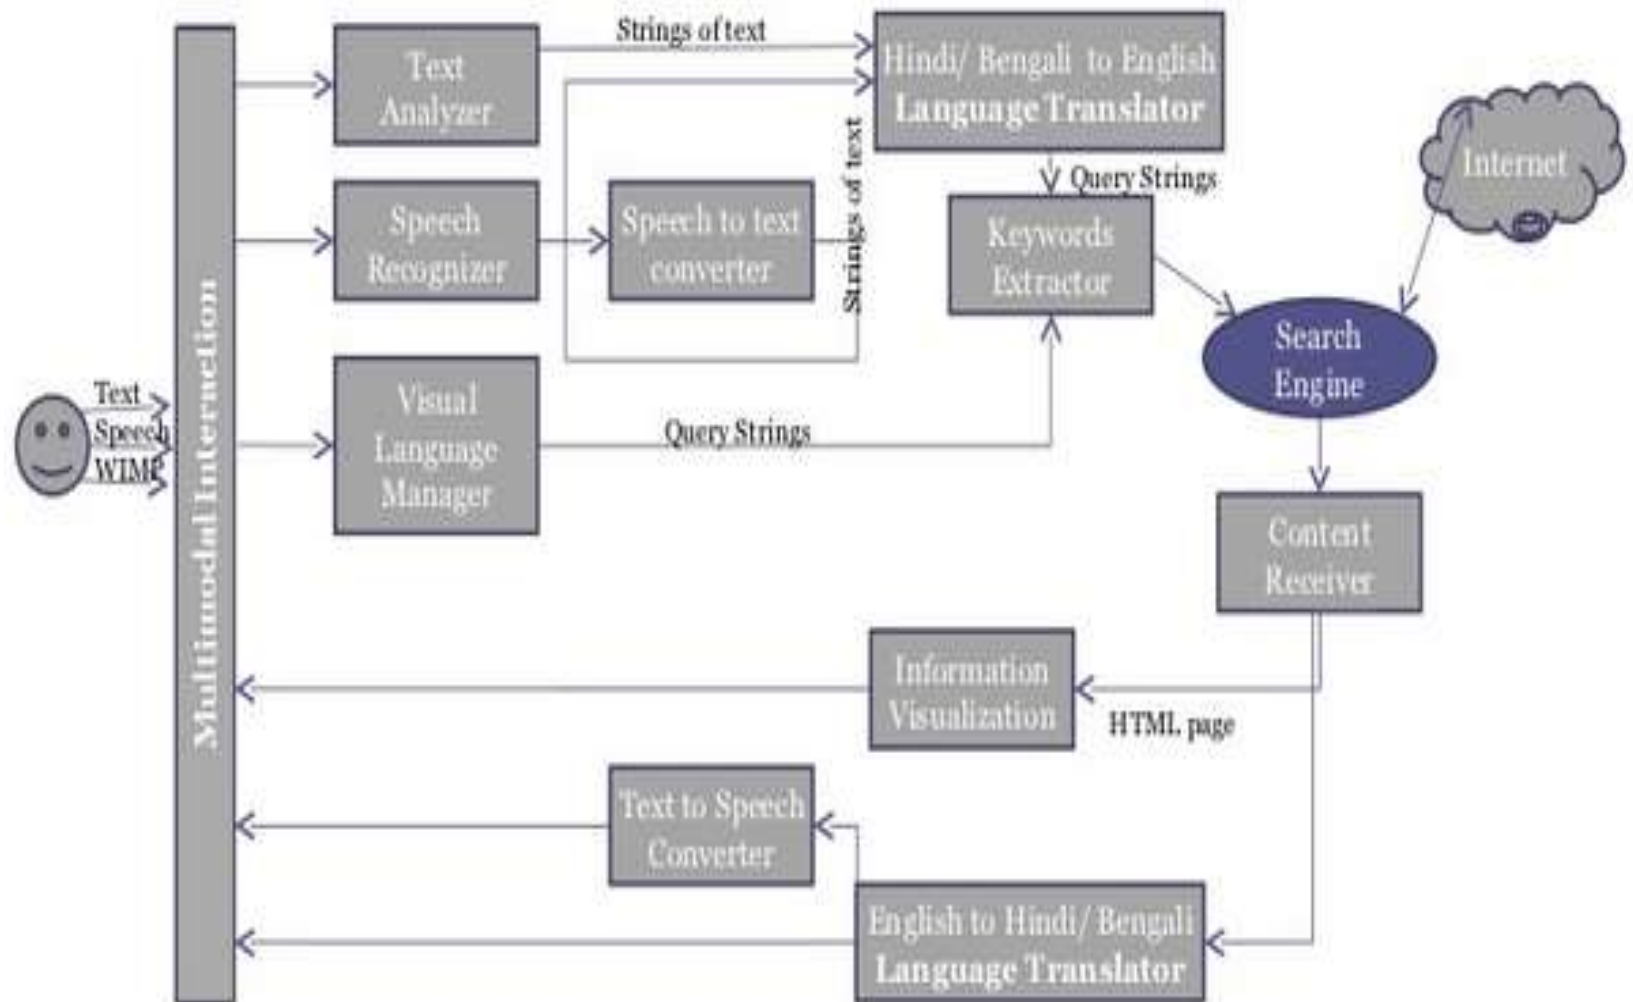 Strings of text
Text
Analyzer
Hindi/ Bengali to English
Language Translator
Internet
Query Strings
Speech
Recognizer
Speech to text
converter
Strings of text
Keywords
Extractor
Search
Engine
Multimodal Interaction
Text
Speech
WIMP
Visual
Language
Manager
Query Strings
Content
Receiver
Information
Visualization
HTML page
Text to Speech
Converter
English to Hindi/ Bengali
Language Translator